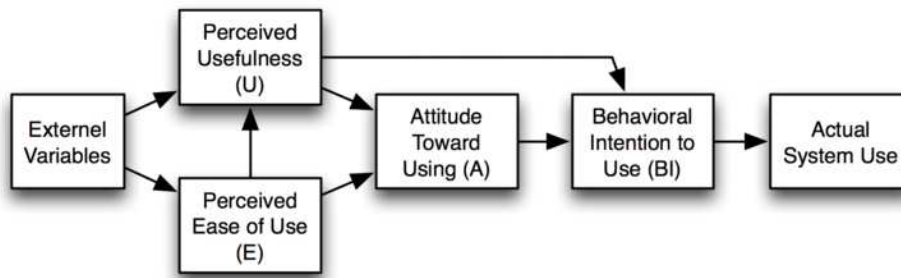 Perceived
Usefulness
(U)
Externel
Variables
Perceived
Ease of Use
(E)
Attitude
Toward
Using (A)
Behavioral
Intention to
Use (BI)
Actual
System Use